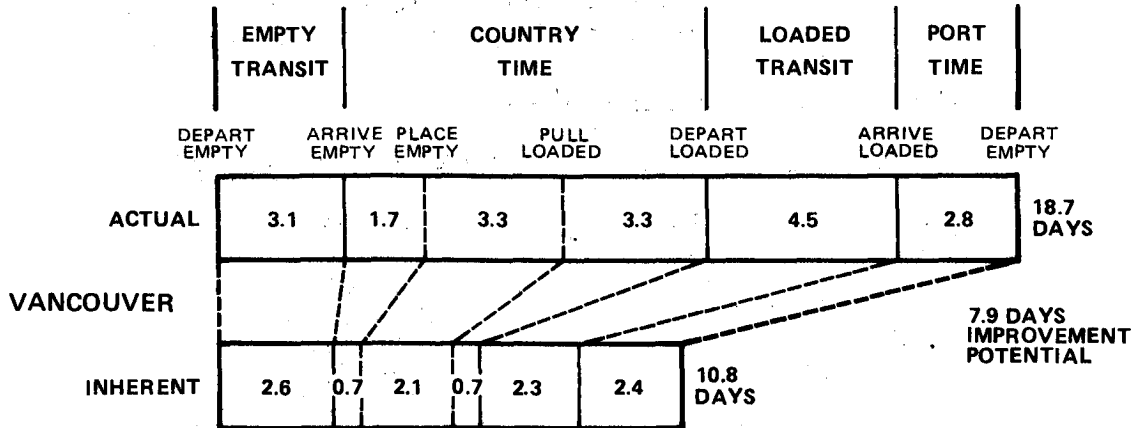 EMPTY TRANSIT
COUNTRY TIME
LOADED TRANSIT
PORT TIME
DEPART EMPTY
ARRIVE EMPTY
PLACE EMPTY
PULL LOADED
DEPART LOADED
ARRIVE LOADED
DEPART EMPTY
ACTUAL
3.1
1.7
3.3
3.3
4.5
2.8
18.7 DAYS
VANCOUVER
7.9 DAYS
IMPROVEMENT
POTENTIAL
INHERENT
2.6
0.7
2.1
0.7
2.3
2.4
10.8 DAYS